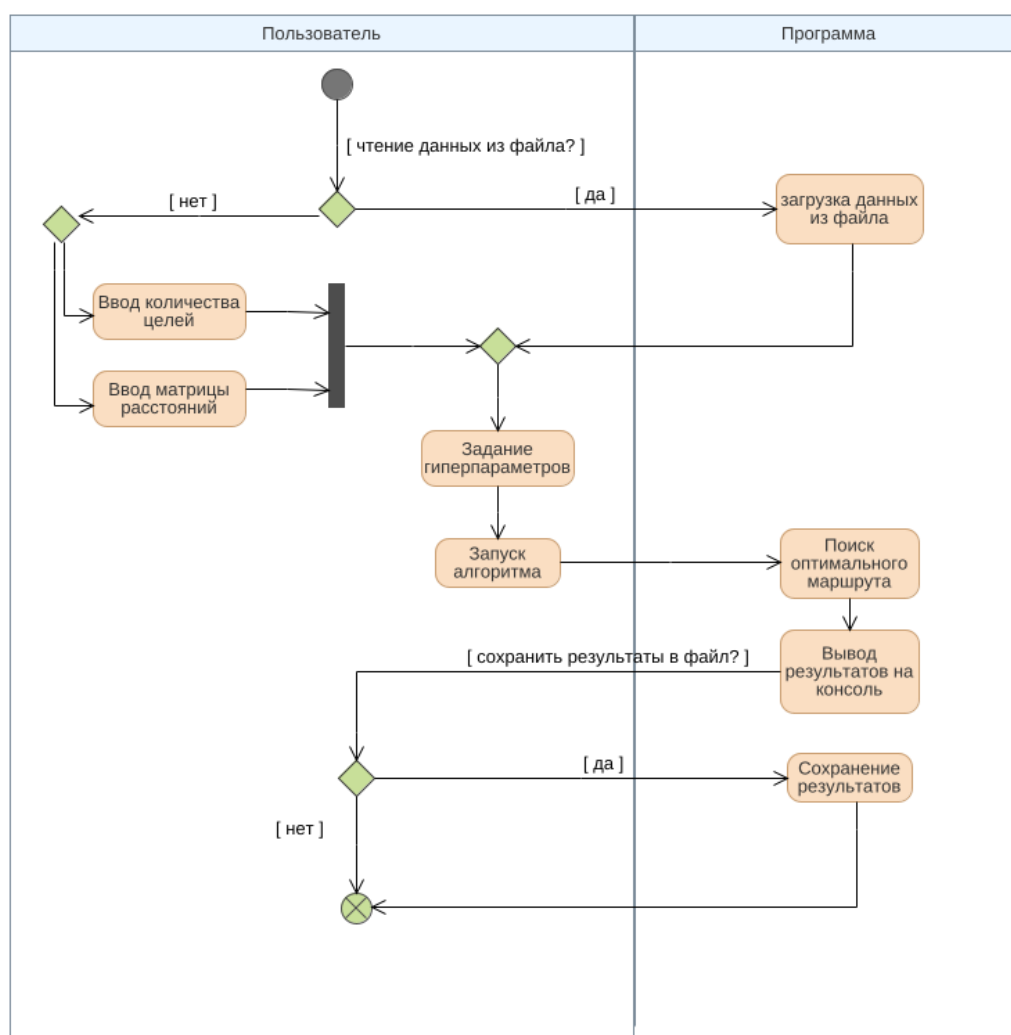 Пользователь
Программа
[ чтение данных из файла? ]
[ нет ]
[ да ]
загрузка данных
из файла
Ввод количества
целей
Ввод матрицы
расстояний
Задание
гиперпараметров
Запуск
алгоритма
Поиск
оптимального
маршрута
[ сохранить результаты в файл? ]
Вывод
результатов на
консоль
[ да ]
Сохранение
результатов
[ нет ]